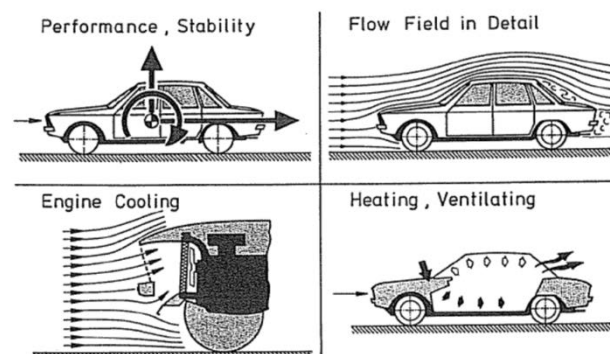 Performance , Stability
Flow Field in Detail
Engine Cooling
Heating , Ventilating